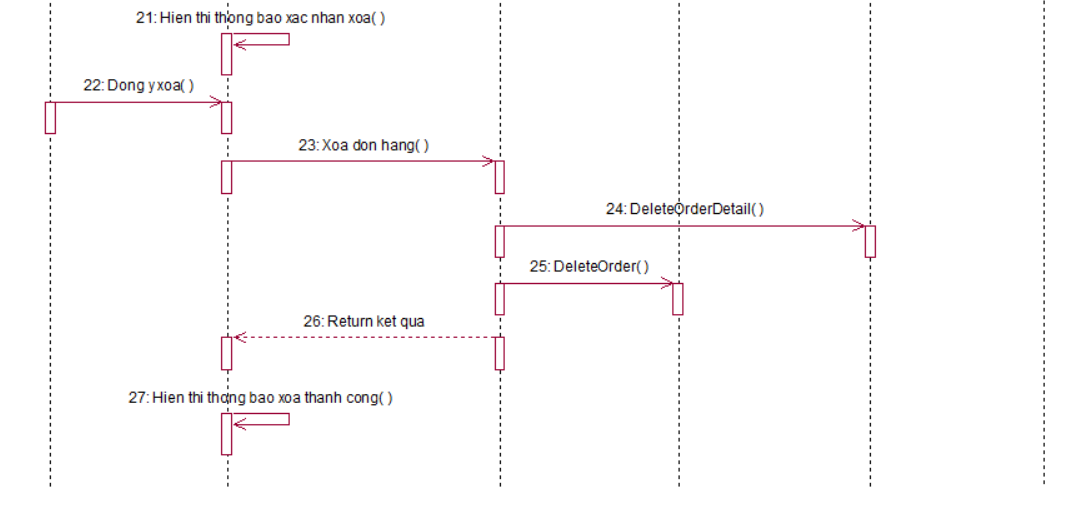 21: Hien thi thong bao xac nhan xoa( )
22: Dong y xoa( )
23: Xoa don hang( )
24: DeleteOrderDetail( )
25: DeleteOrder( )
26: Return ket qua
27: Hien thi thong bao xoa thanh cong( )